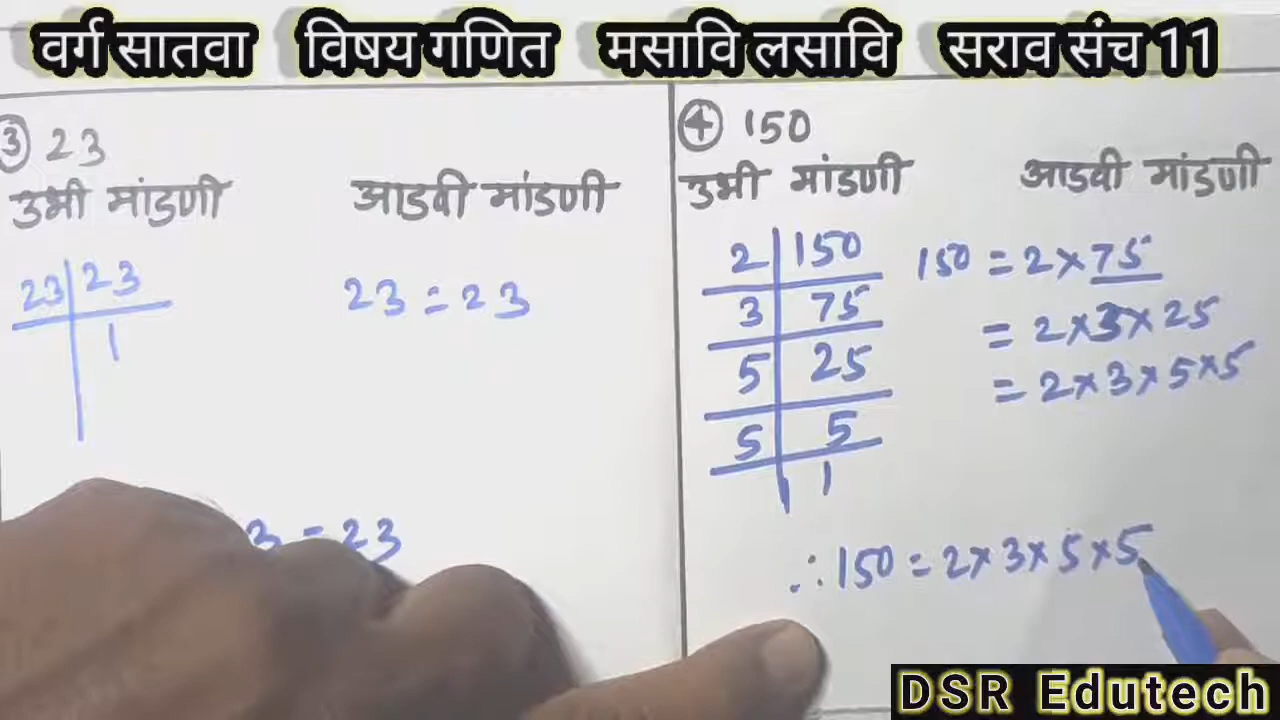 वर्ग सातवा विषय गणित मसावि लसावि सराव संच 11
3 23
उभी मांडणी आडवी मांडणी
23 23
1
23 = 23
3 = 23
4 150
उभी मांडणी आडवी मांडणी
2 150
3 75
5 25
5 5
1
150 = 2 × 75
= 2 × 3 × 25
= 2 × 3 × 5 × 5
∴ 150 = 2 × 3 × 5 × 5
DSR Edutech